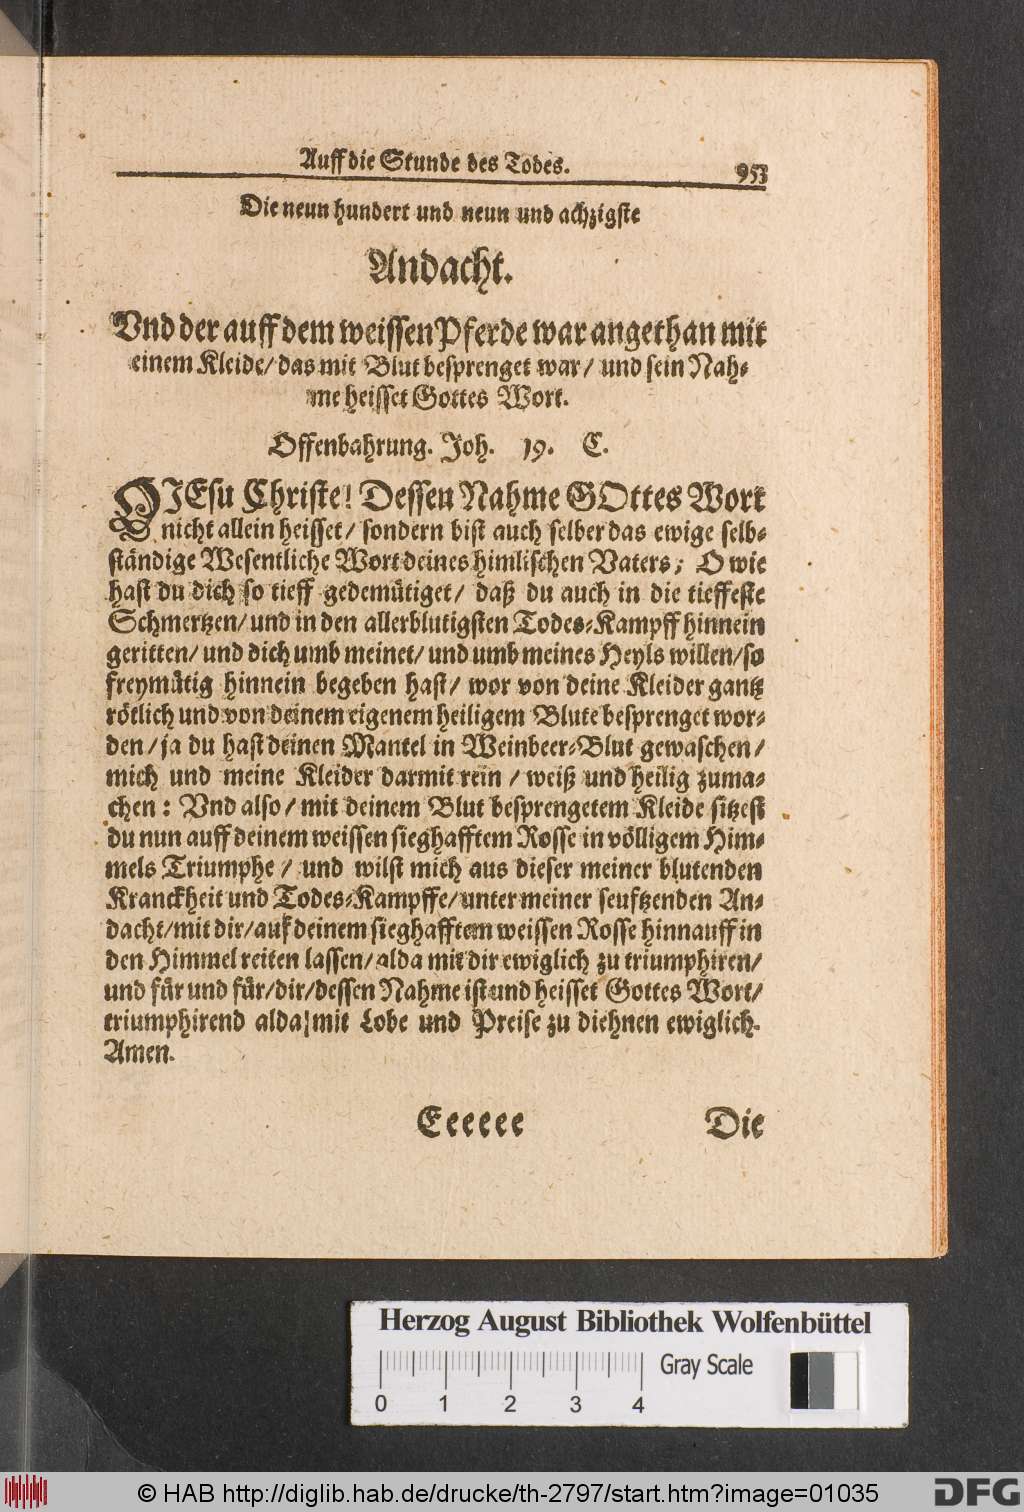 Auff die Stunde des Todes. 953
Die neun hundert und neun und achzigste
Andacht.
Vnd der auff dem weissen Pferde war angethan mit
einem Kleide/ das mit Blut besprenget war/ und sein Nah-
me heisset Gottes Wort.
Offenbahrung. Joh. 19. C.
O JEsu Christe! Dessen Nahme GOttes Wort
nicht allein heisset/ sondern bist auch selber das ewige selb-
ständige Wesentliche Wort deines himlischen Vaters; O wie
hast du dich so tieff gedemütiget/ daß du auch in die tieffeste
Schmertzen/ und in den allerblutigsten Todes-Kampff hinnein
geritten/ und dich umb meinet/ und umb meines Heyls willen/ so
freymütig hinnein begeben hast/ wor von deine Kleider gantz
rötlich und von deinem eigenem heiligem Blute besprenget wor-
den/ ja du hast deinen Mantel in Weinbeer-Blut gewaschen/
mich und meine Kleider darmit rein / weiß und heilig zuma-
chen: Vnd also/ mit deinem Blut besprengetem Kleide sitzest
du nun auff deinem weissen sieghafftem Rosse in völligem Him-
mels Triumphe / und wilst mich aus dieser meiner blutenden
Kranckheit und Todes-Kampffe/ unter meiner seufftzenden An-
dacht/ mit dir/ auf deinem sieghafftem weissen Rosse hinnauff in
den Himmel reiten lassen/ alda mit dir ewiglich zu triumphiren/
und für und für/ dir/ dessen Nahme ist und heisset Gottes Wort/
triumphirend alda/ mit Lobe und Preise zu diehnen ewiglich.
Amen.
Eeeeee Die
Herzog August Bibliothek Wolfenbüttel
Gray Scale
0 1 2 3 4
© HAB http://diglib.hab.de/drucke/th-2797/start.htm?image=01035
DFG